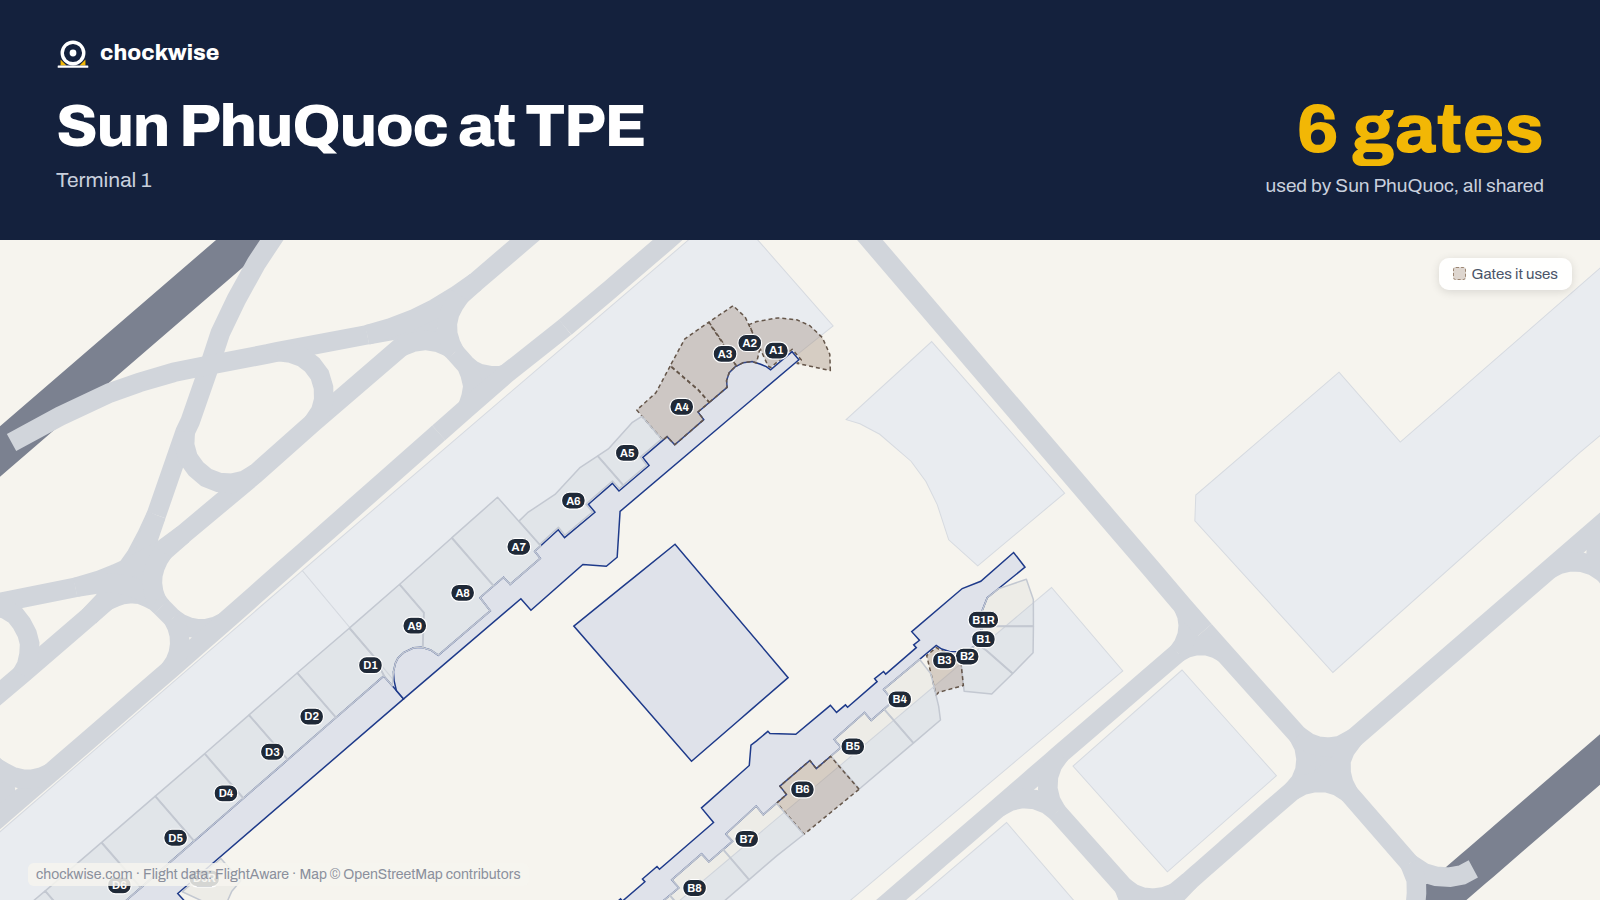 chockwise
Sun PhuQuoc at TPE
Terminal 1
6 gates
used by Sun PhuQuoc, all shared
Gates it uses
A2
A1
A3
A4
A5
A6
A7
A8
A9
D1
D2
D3
D4
D5
B1R
B1
B2
B3
B4
B5
B6
B7
B8
chockwise.com · Flight data: FlightAware · Map © OpenStreetMap contributors